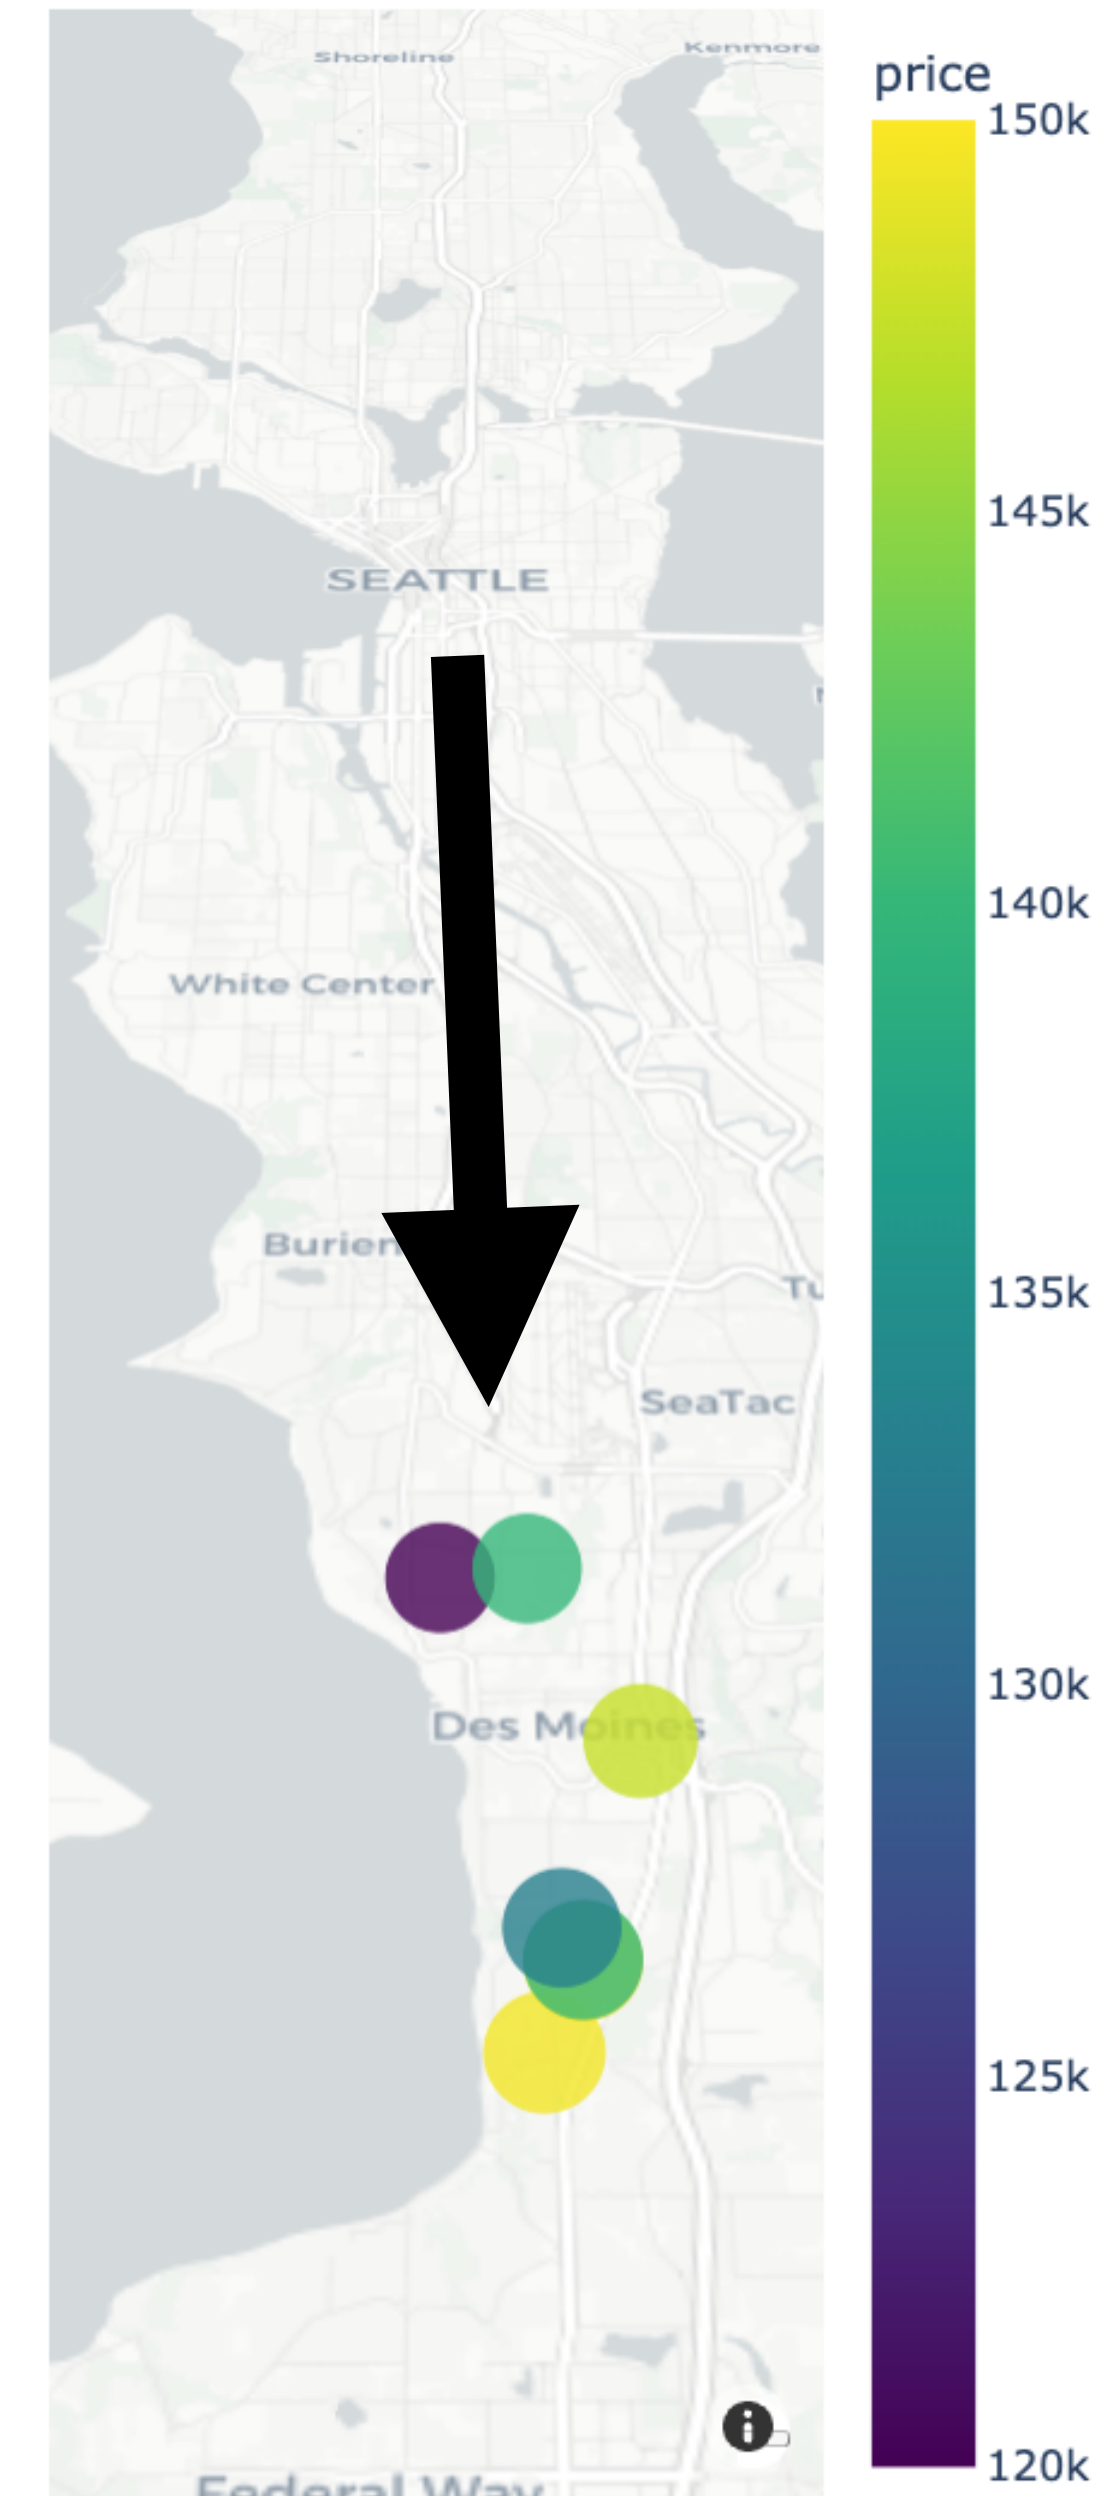 Shoreline
Kenmore
price
150k
145k
SEATTLE
140k
White Center
Burien
135k
SeaTac
130k
Des Moines
125k
120k
Federal Way